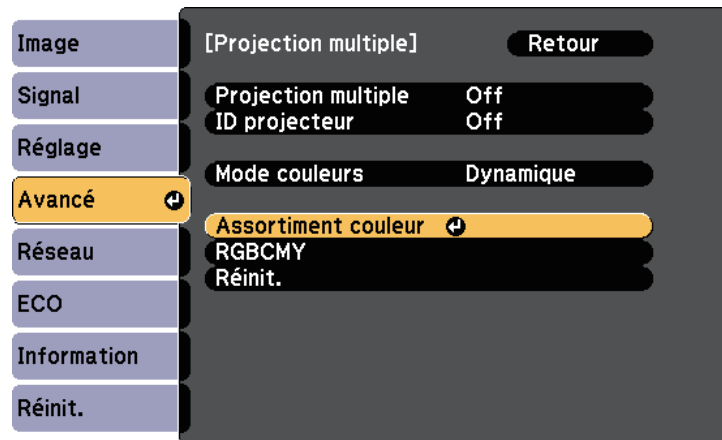 Image
Signal
Réglage
Avancé
Réseau
ECO
Information
Réinit.
[Projection multiple] Retour
Projection multiple Off
ID projecteur Off
Mode couleurs Dynamique
Assortiment couleur
RGBCMY
Réinit.